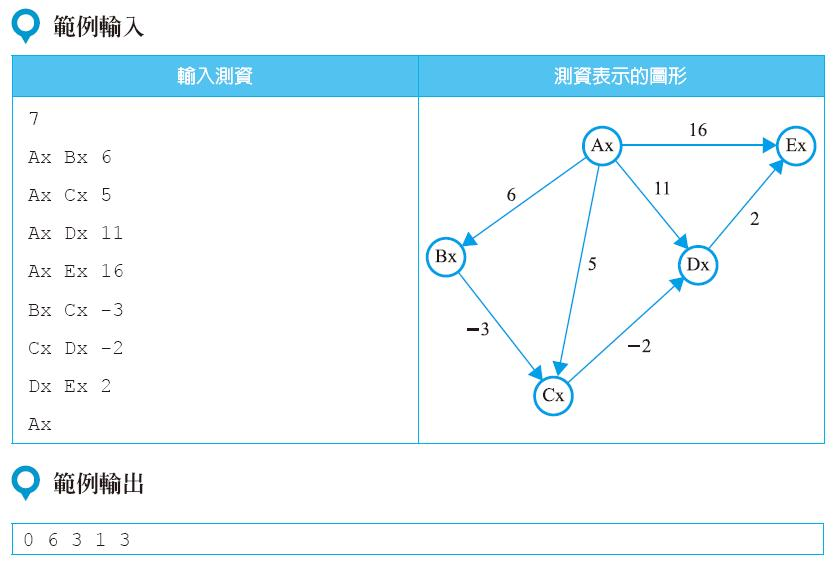 範例輸入
輸入測資
測資表示的圖形
7
Ax Bx 6
Ax Cx 5
Ax Dx 11
Ax Ex 16
Bx Cx -3
Cx Dx -2
Dx Ex 2
Ax
16
Ax
Ex
11
6
2
Bx
5
Dx
−3
−2
Cx
範例輸出
0 6 3 1 3